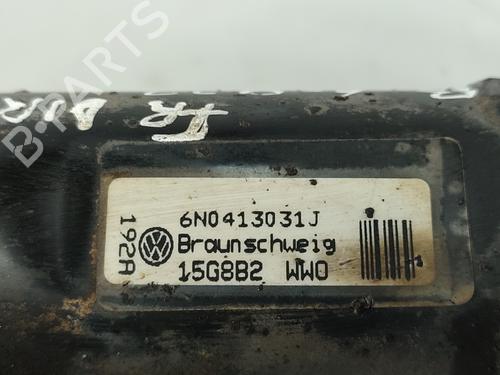 B-PARTS
6N0413031J
Braunschweig
15G8B2 WWO
192A